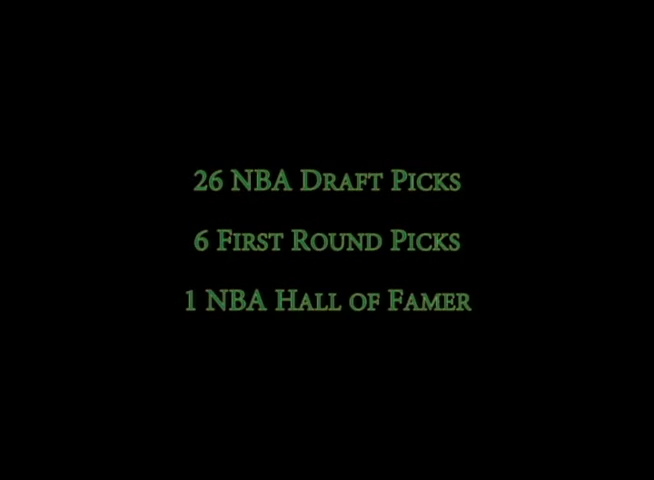 26 NBA Draft Picks
6 First Round Picks
1 NBA Hall of Famer